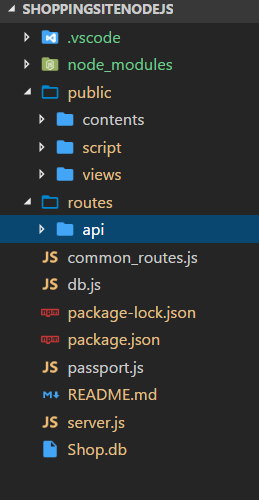 SHOPPINGSITENODEJS
.vscode
node_modules
public
contents
script
views
routes
api
JS common_routes.js
JS db.js
npm package-lock.json
npm package.json
JS passport.js
README.md
JS server.js
Shop.db